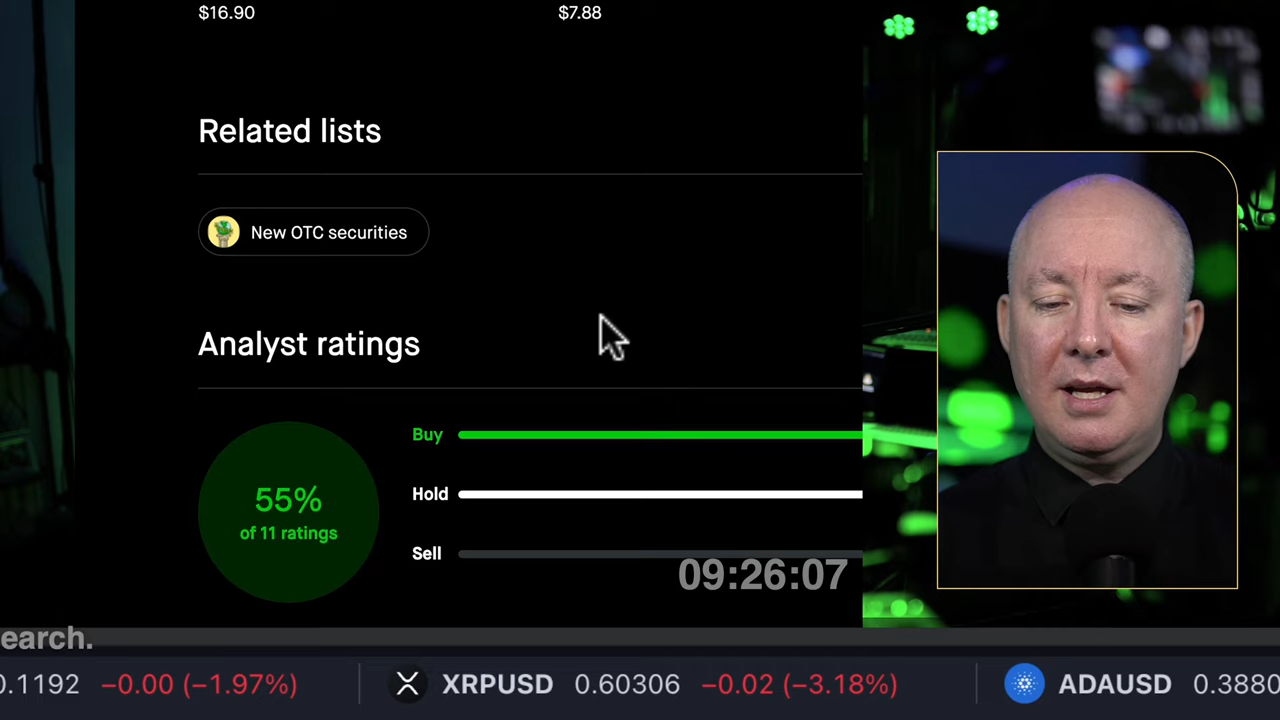 $16.90 $7.88
Related lists
New OTC securities
Analyst ratings
55%
of 11 ratings
Buy
Hold
Sell
09:26:07
earch.
0.1192 −0.00 (−1.97%) XRPUSD 0.60306 −0.02 (−3.18%) ADAUSD 0.3880